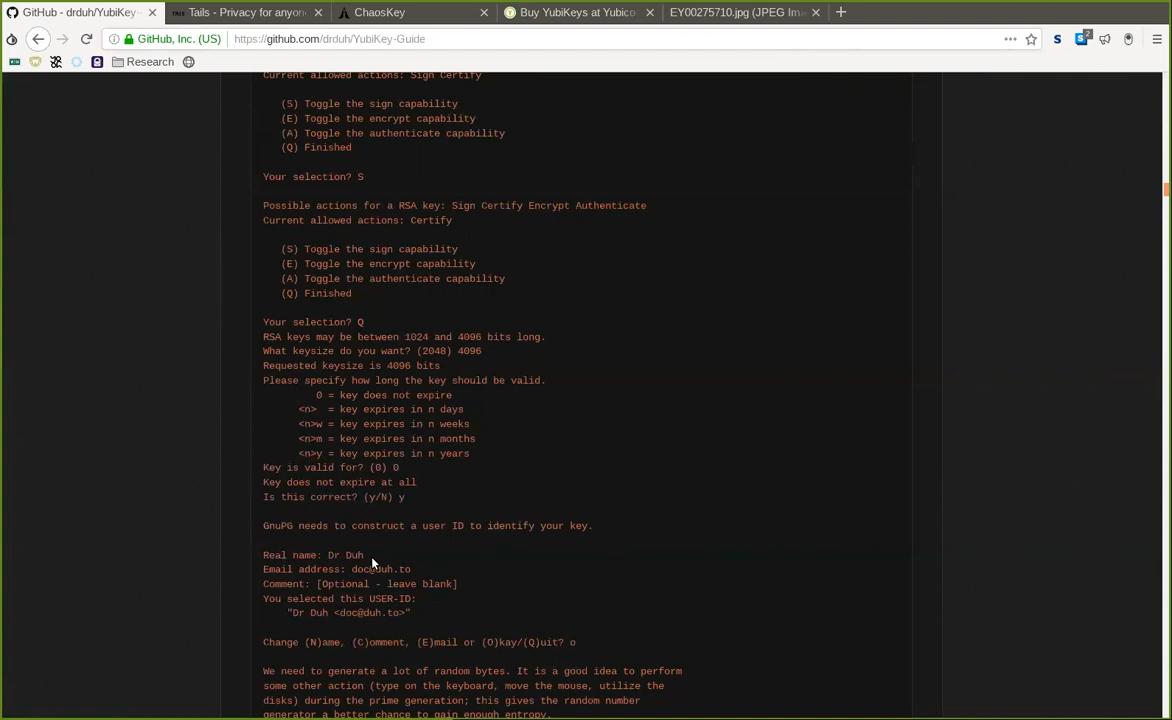 GitHub - drduh/YubiKey-
Tails - Privacy for anyon
ChaosKey
Buy YubiKeys at Yubico
EY00275710.jpg (JPEG Ima
GitHub, Inc. (US)
https://github.com/drduh/YubiKey-Guide
2
Research
Current allowed actions: Sign Certify
(S) Toggle the sign capability
(E) Toggle the encrypt capability
(A) Toggle the authenticate capability
(Q) Finished
Your selection? S
Possible actions for a RSA key: Sign Certify Encrypt Authenticate
Current allowed actions: Certify
(S) Toggle the sign capability
(E) Toggle the encrypt capability
(A) Toggle the authenticate capability
(Q) Finished
Your selection? Q
RSA keys may be between 1024 and 4096 bits long.
What keysize do you want? (2048) 4096
Requested keysize is 4096 bits
Please specify how long the key should be valid.
0 = key does not expire
<n>  = key expires in n days
<n>w = key expires in n weeks
<n>m = key expires in n months
<n>y = key expires in n years
Key is valid for? (0) 0
Key does not expire at all
Is this correct? (y/N) y
GnuPG needs to construct a user ID to identify your key.
Real name: Dr Duh
Email address: doc@duh.to
Comment: [Optional - leave blank]
You selected this USER-ID:
"Dr Duh <doc@duh.to>"
Change (N)ame, (C)omment, (E)mail or (O)kay/(Q)uit? o
We need to generate a lot of random bytes. It is a good idea to perform
some other action (type on the keyboard, move the mouse, utilize the
disks) during the prime generation; this gives the random number
generator a better chance to gain enough entropy.